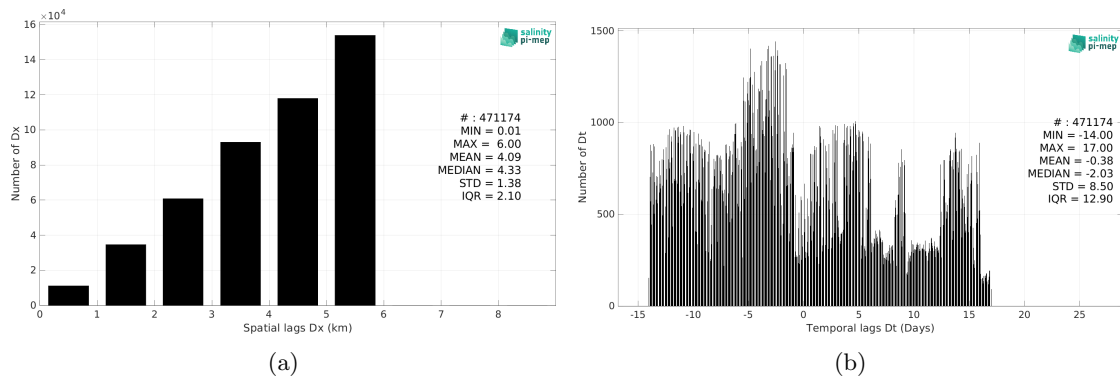 ×10⁴
16
14
12
10
8
6
4
2
0
Number of Dx
0 1 2 3 4 5 6 7 8
Spatial lags Dx (km)
salinity
pi-mep
# : 471174
MIN = 0.01
MAX = 6.00
MEAN = 4.09
MEDIAN = 4.33
STD = 1.38
IQR = 2.10
(a)
1500
1000
500
0
Number of Dt
-15 -10 -5 0 5 10 15 20 25
Temporal lags Dt (Days)
salinity
pi-mep
# : 471174
MIN = -14.00
MAX = 17.00
MEAN = -0.38
MEDIAN = -2.03
STD = 8.50
IQR = 12.90
(b)